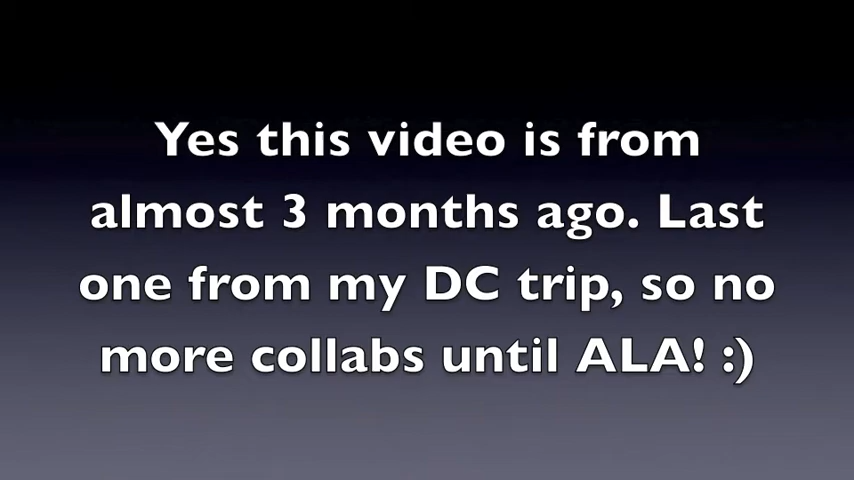 Yes this video is from
almost 3 months ago. Last
one from my DC trip, so no
more collabs until ALA! :)